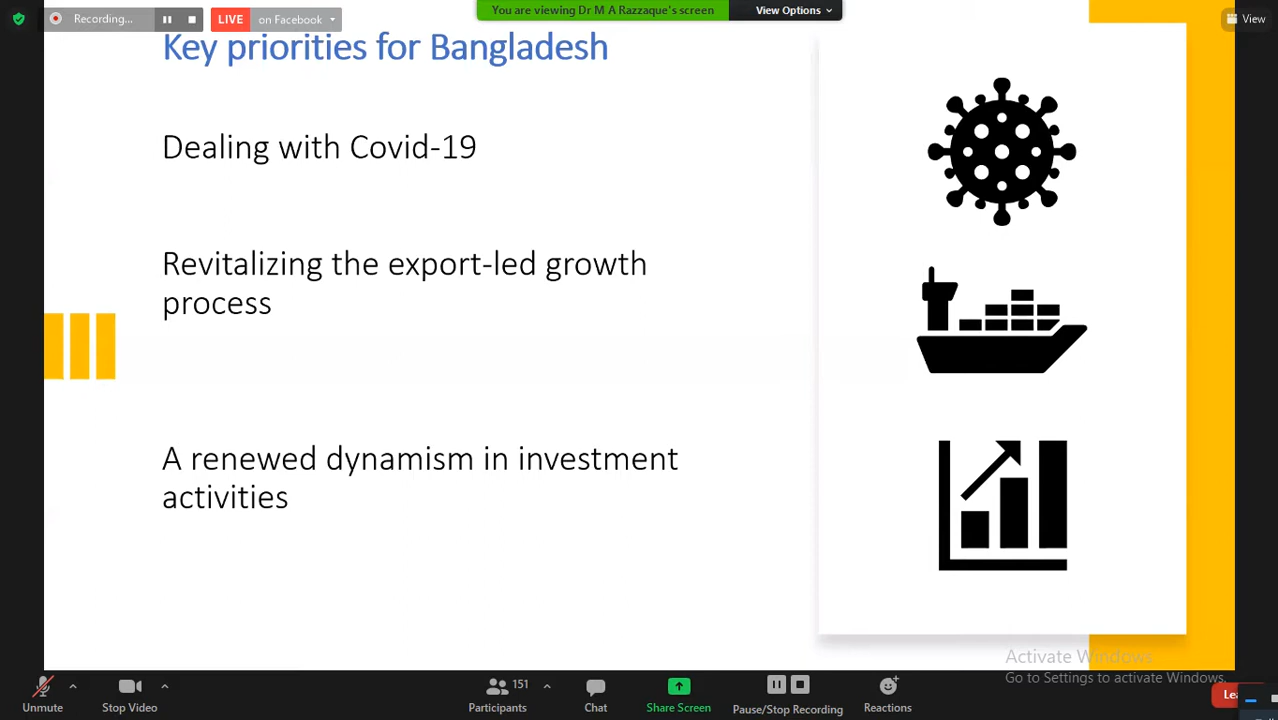 Recording...
LIVE on Facebook
You are viewing Dr M A Razzaque's screen
View Options
View
Key priorities for Bangladesh
Dealing with Covid-19
Revitalizing the export-led growth
process
A renewed dynamism in investment
activities
Activate Windows
Go to Settings to activate Windows.
Unmute
Stop Video
151
Participants
Chat
Share Screen
Pause/Stop Recording
Reactions